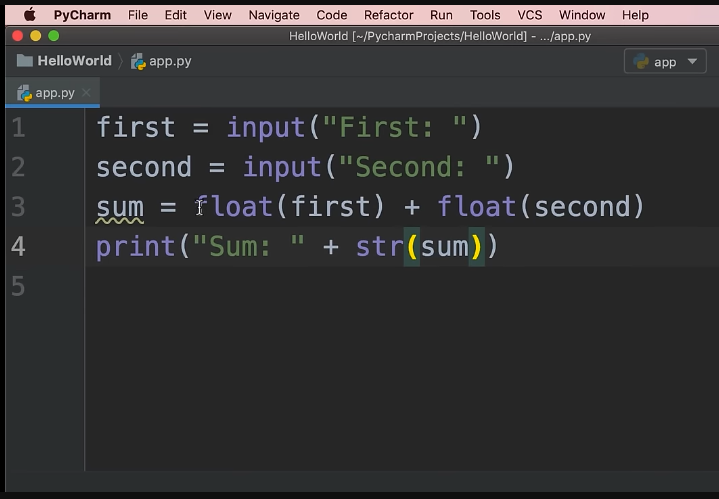 PyCharm File Edit View Navigate Code Refactor Run Tools VCS Window Help
HelloWorld [~/PycharmProjects/HelloWorld] - .../app.py
HelloWorld app.py app
app.py
1 first = input("First: ")
2 second = input("Second: ")
3 sum = float(first) + float(second)
4 print("Sum: " + str(sum))
5